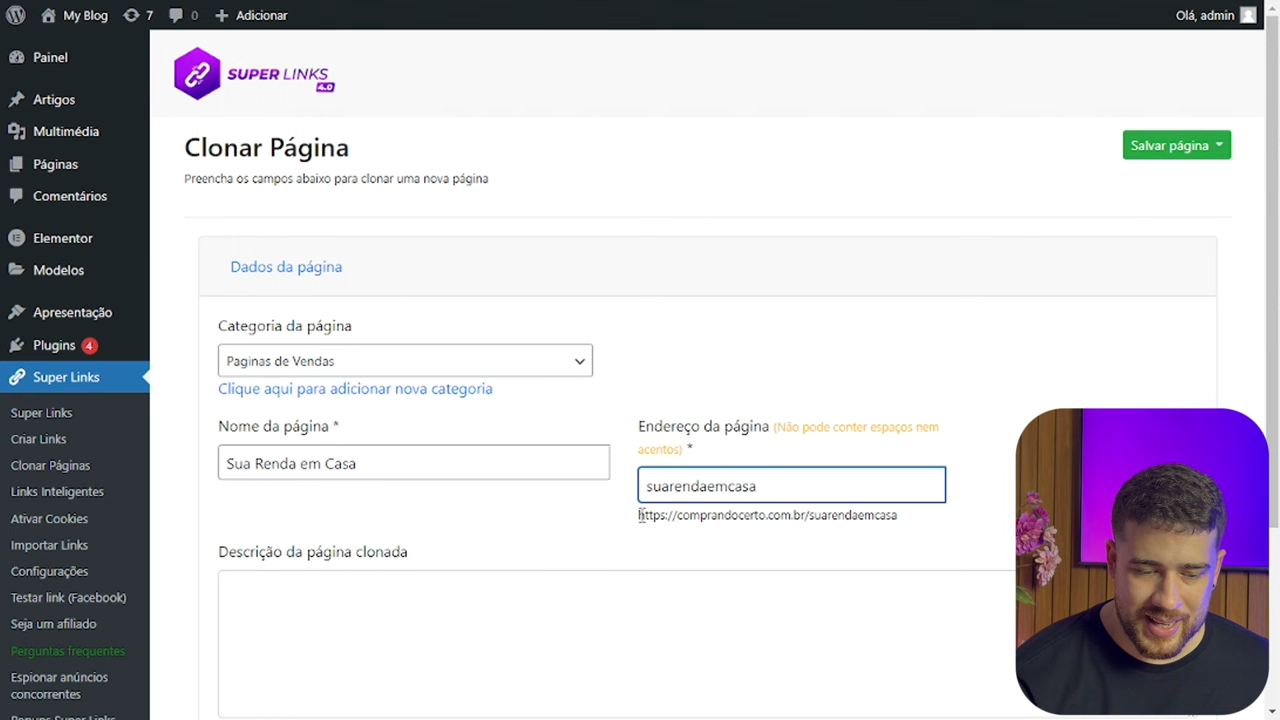 My Blog 7 0 Adicionar Olá, admin
Painel
Artigos
Multimédia
Páginas
Comentários
Elementor
Modelos
Apresentação
Plugins 4
Super Links
Super Links
Criar Links
Clonar Páginas
Links Inteligentes
Ativar Cookies
Importar Links
Configurações
Testar link (Facebook)
Seja um afiliado
Perguntas frequentes
Espionar anúncios
concorrentes
Popups Super Links
SUPER LINKS
4.0
Clonar Página
Preencha os campos abaixo para clonar uma nova página
Salvar página
Dados da página
Categoria da página
Paginas de Vendas
Clique aqui para adicionar nova categoria
Nome da página *
Sua Renda em Casa
Endereço da página (Não pode conter espaços nem
acentos) *
suarendaemcasa
https://comprandocerto.com.br/suarendaemcasa
Descrição da página clonada